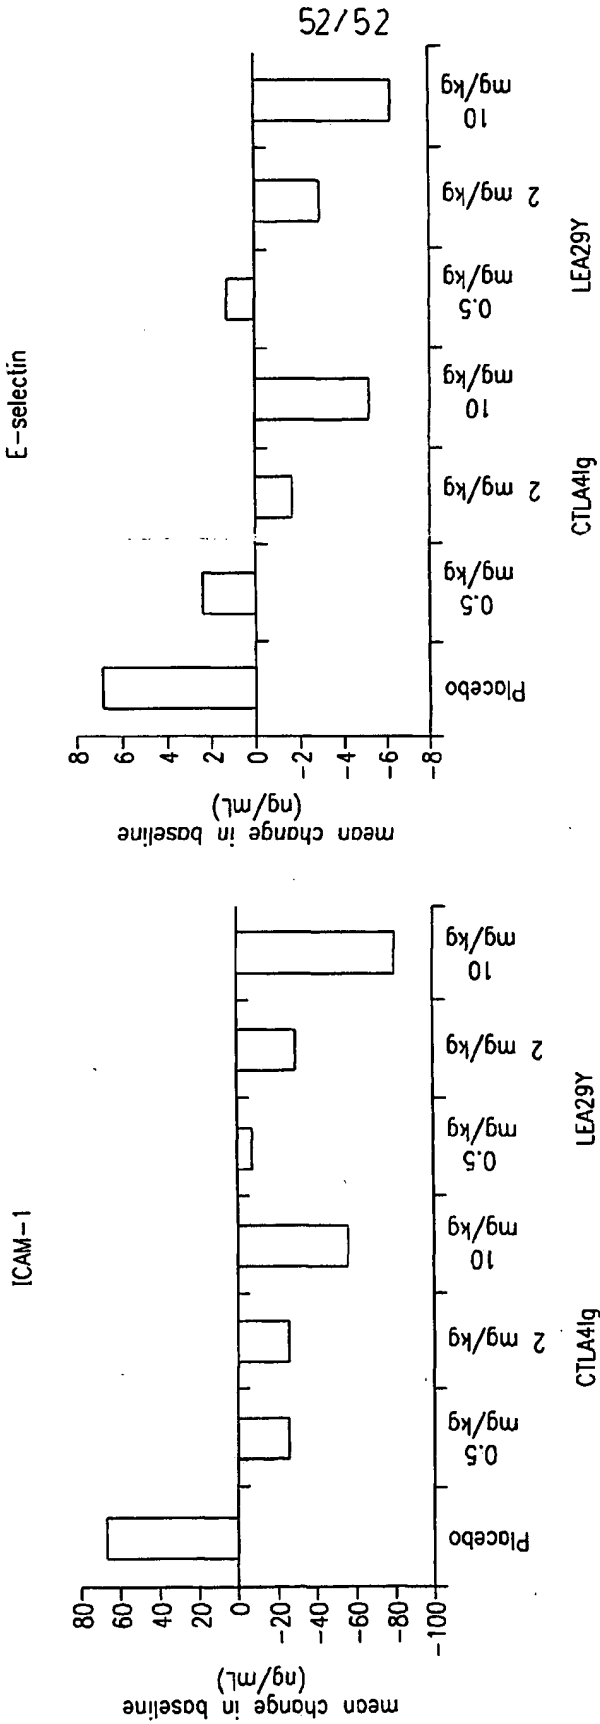 52/52
ICAM-1
mean change in baseline
(ng/mL)
80
60
40
20
0
-20
-40
-60
-80
-100
Placebo
0.5
mg/kg
2 mg/kg
10
mg/kg
0.5
mg/kg
2 mg/kg
10
mg/kg
CTLA4Ig
LEA29Y
E-selectin
mean change in baseline
(ng/mL)
8
6
4
2
0
-2
-4
-6
-8
Placebo
0.5
mg/kg
2 mg/kg
10
mg/kg
0.5
mg/kg
2 mg/kg
10
mg/kg
CTLA4Ig
LEA29Y